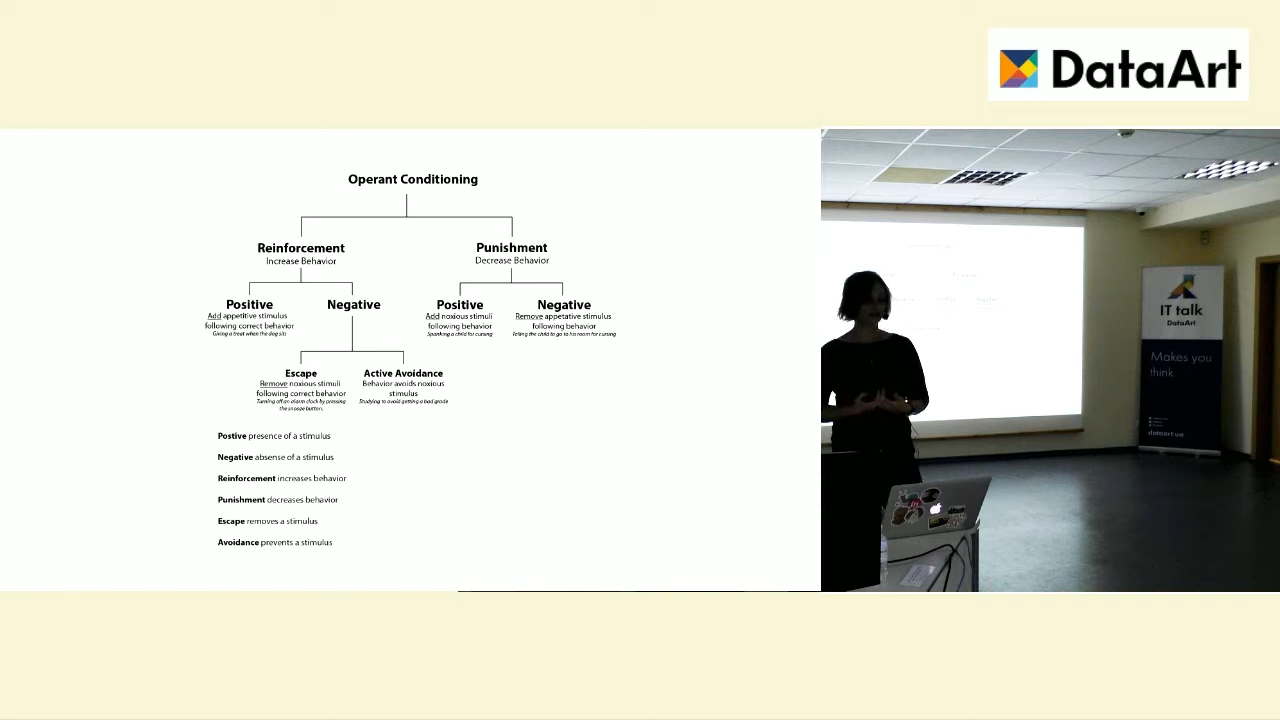 DataArt
Operant Conditioning
Reinforcement
Increase Behavior
Punishment
Decrease Behavior
Positive
Add appetitive stimulus
following correct behavior
Giving a treat when the dog sits
Negative
Positive
Add noxious stimuli
following behavior
Spanking a child for cursing
Negative
Remove appetative stimulus
following behavior
Telling the child to go to his room for cursing
Escape
Remove noxious stimuli
following correct behavior
Turning off an alarm clock by pressing
the snooze button.
Active Avoidance
Behavior avoids noxious
stimulus
Studying to avoid getting a bad grade
Postive presence of a stimulus
Negative absense of a stimulus
Reinforcement increases behavior
Punishment decreases behavior
Escape removes a stimulus
Avoidance prevents a stimulus
IT talk
DataArt
Makes you
think
dataart.ua